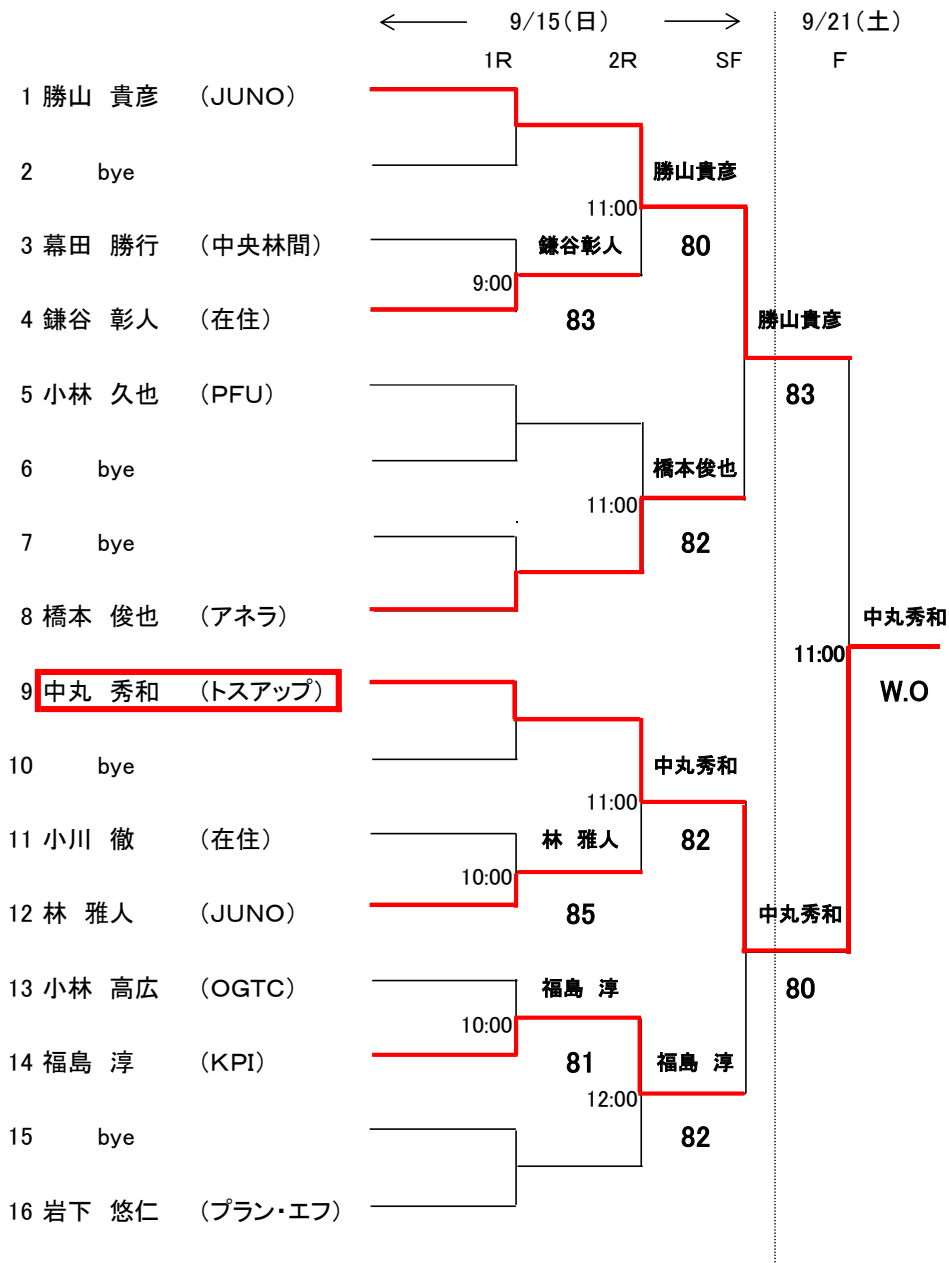 ← 9/15(日) → 9/21(土)
1R 2R SF F
1 勝山 貴彦 (JUNO)
2 bye 勝山貴彦
11:00
3 幕田 勝行 (中央林間) 鎌谷彰人 80
9:00
4 鎌谷 彰人 (在住) 83 勝山貴彦
5 小林 久也 (PFU) 83
6 bye 橋本俊也
11:00
7 bye 82
8 橋本 俊也 (アネラ) 中丸秀和
11:00
9 中丸 秀和 (トスアップ) W.O
10 bye 中丸秀和
11:00
11 小川 徹 (在住) 林 雅人 82
10:00
12 林 雅人 (JUNO) 85 中丸秀和
13 小林 高広 (OGTC) 福島 淳 80
10:00
14 福島 淳 (KPI) 81 福島 淳
12:00
15 bye 82
16 岩下 悠仁 (プラン・エフ)